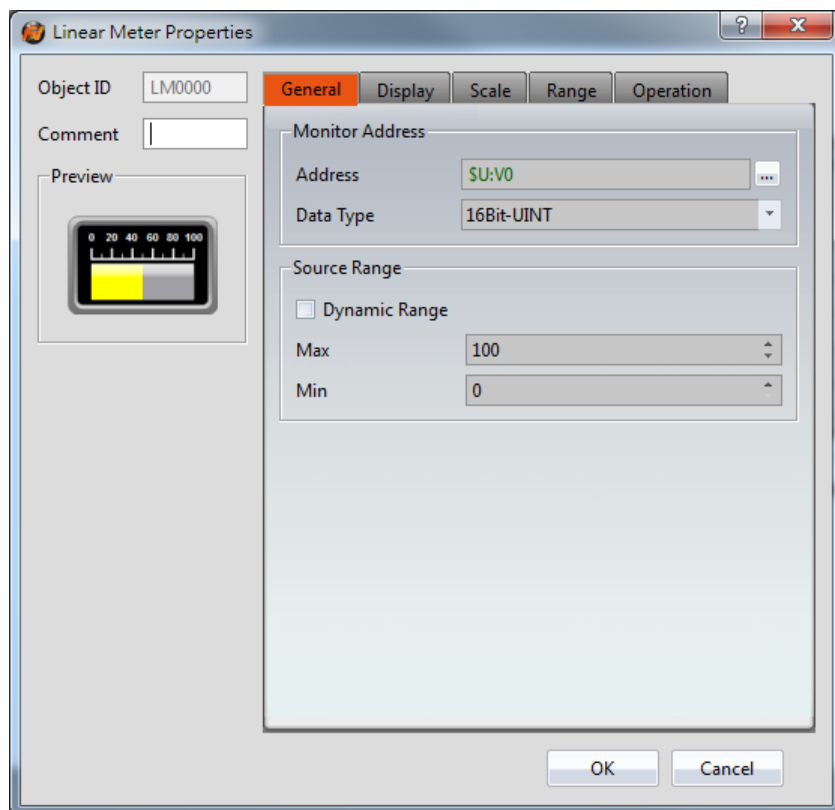 Linear Meter Properties
?
X
Object ID LM0000
Comment
Preview
0 20 40 60 80 100
General Display Scale Range Operation
Monitor Address
Address $U:V0 ...
Data Type 16Bit-UINT
Source Range
Dynamic Range
Max 100
Min 0
OK Cancel